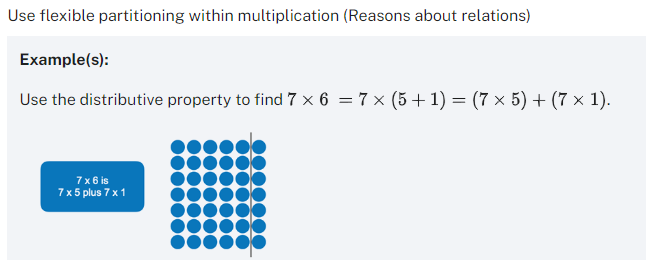 Use flexible partitioning within multiplication (Reasons about relations)
Example(s):
Use the distributive property to find 7 × 6 = 7 × (5 + 1) = (7 × 5) + (7 × 1).
7 x 6 is
7 x 5 plus 7 x 1